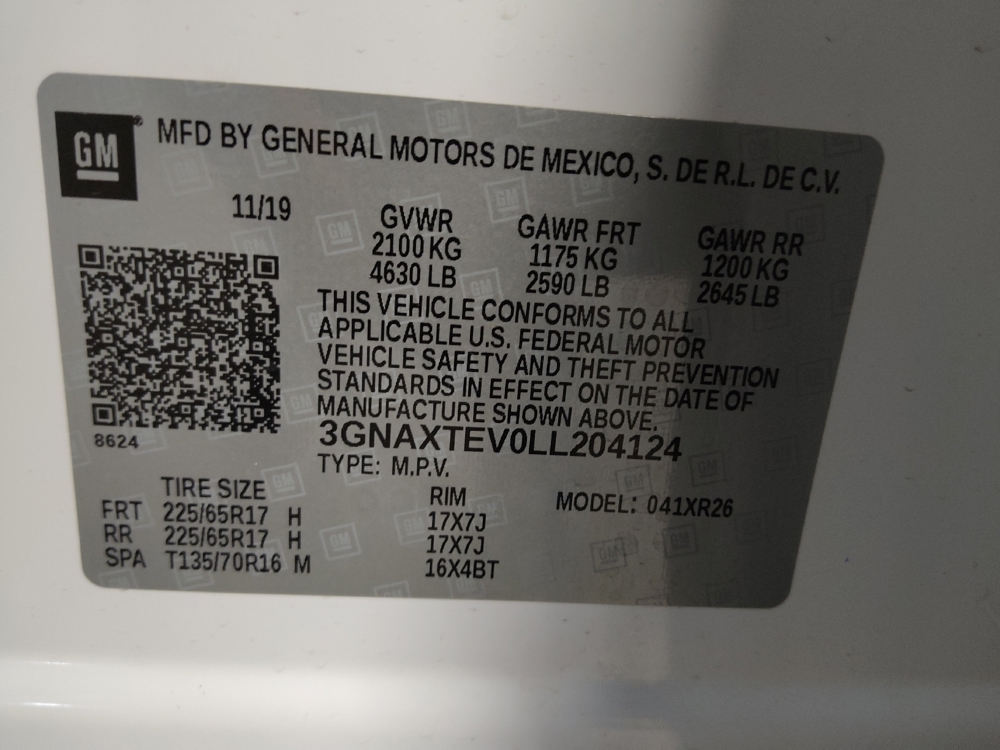 GM
MFD BY GENERAL MOTORS DE MEXICO, S. DE R.L. DE C.V.
11/19
GVWR GAWR FRT GAWR RR
2100 KG 1175 KG 1200 KG
4630 LB 2590 LB 2645 LB
THIS VEHICLE CONFORMS TO ALL
APPLICABLE U.S. FEDERAL MOTOR
VEHICLE SAFETY AND THEFT PREVENTION
STANDARDS IN EFFECT ON THE DATE OF
MANUFACTURE SHOWN ABOVE.
8624
3GNAXTEV0LL204124
TYPE: M.P.V.
TIRE SIZE RIM MODEL: 041XR26
FRT 225/65R17 H 17X7J
RR 225/65R17 H 17X7J
SPA T135/70R16 M 16X4BT